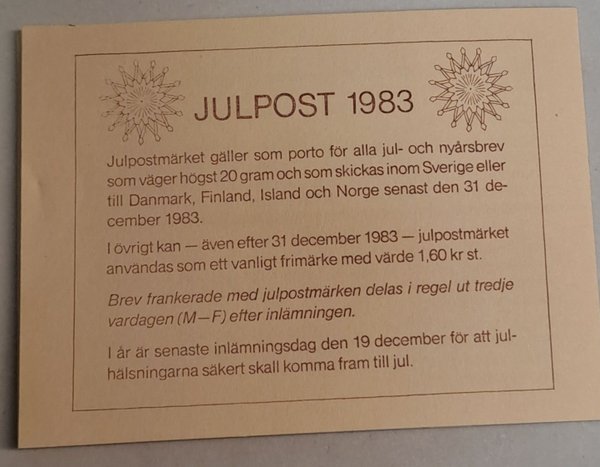 JULPOST 1983
Julpostmärket gäller som porto för alla jul- och nyårsbrev
som väger högst 20 gram och som skickas inom Sverige eller
till Danmark, Finland, Island och Norge senast den 31 de-
cember 1983.
I övrigt kan — även efter 31 december 1983 — julpostmärket
användas som ett vanligt frimärke med värde 1,60 kr st.
Brev frankerade med julpostmärken delas i regel ut tredje
vardagen (M—F) efter inlämningen.
I år är senaste inlämningsdag den 19 december för att jul-
hälsningarna säkert skall komma fram till jul.